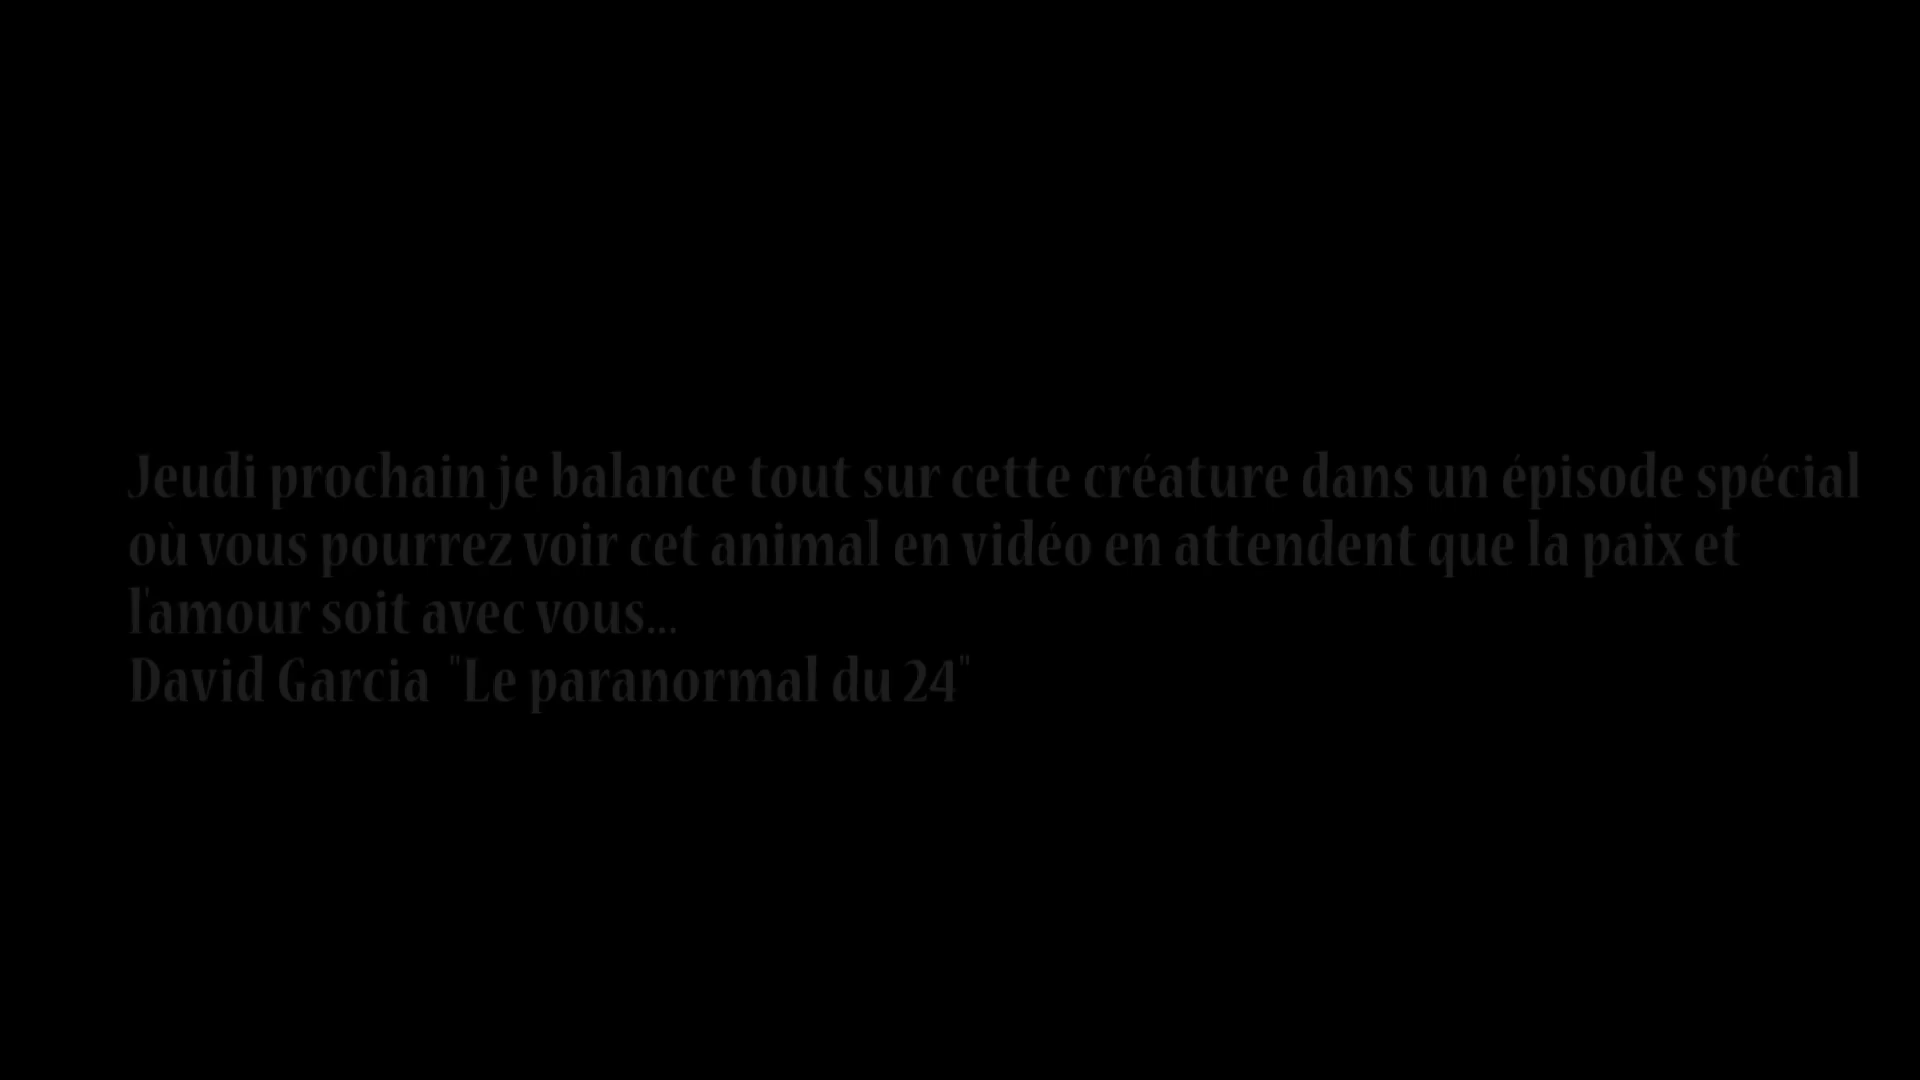 Jeudi prochain je balance tout sur cette créature dans un épisode spécial
où vous pourrez voir cet animal en vidéo en attendent que la paix et
l'amour soit avec vous...
David Garcia "Le paranormal du 24"